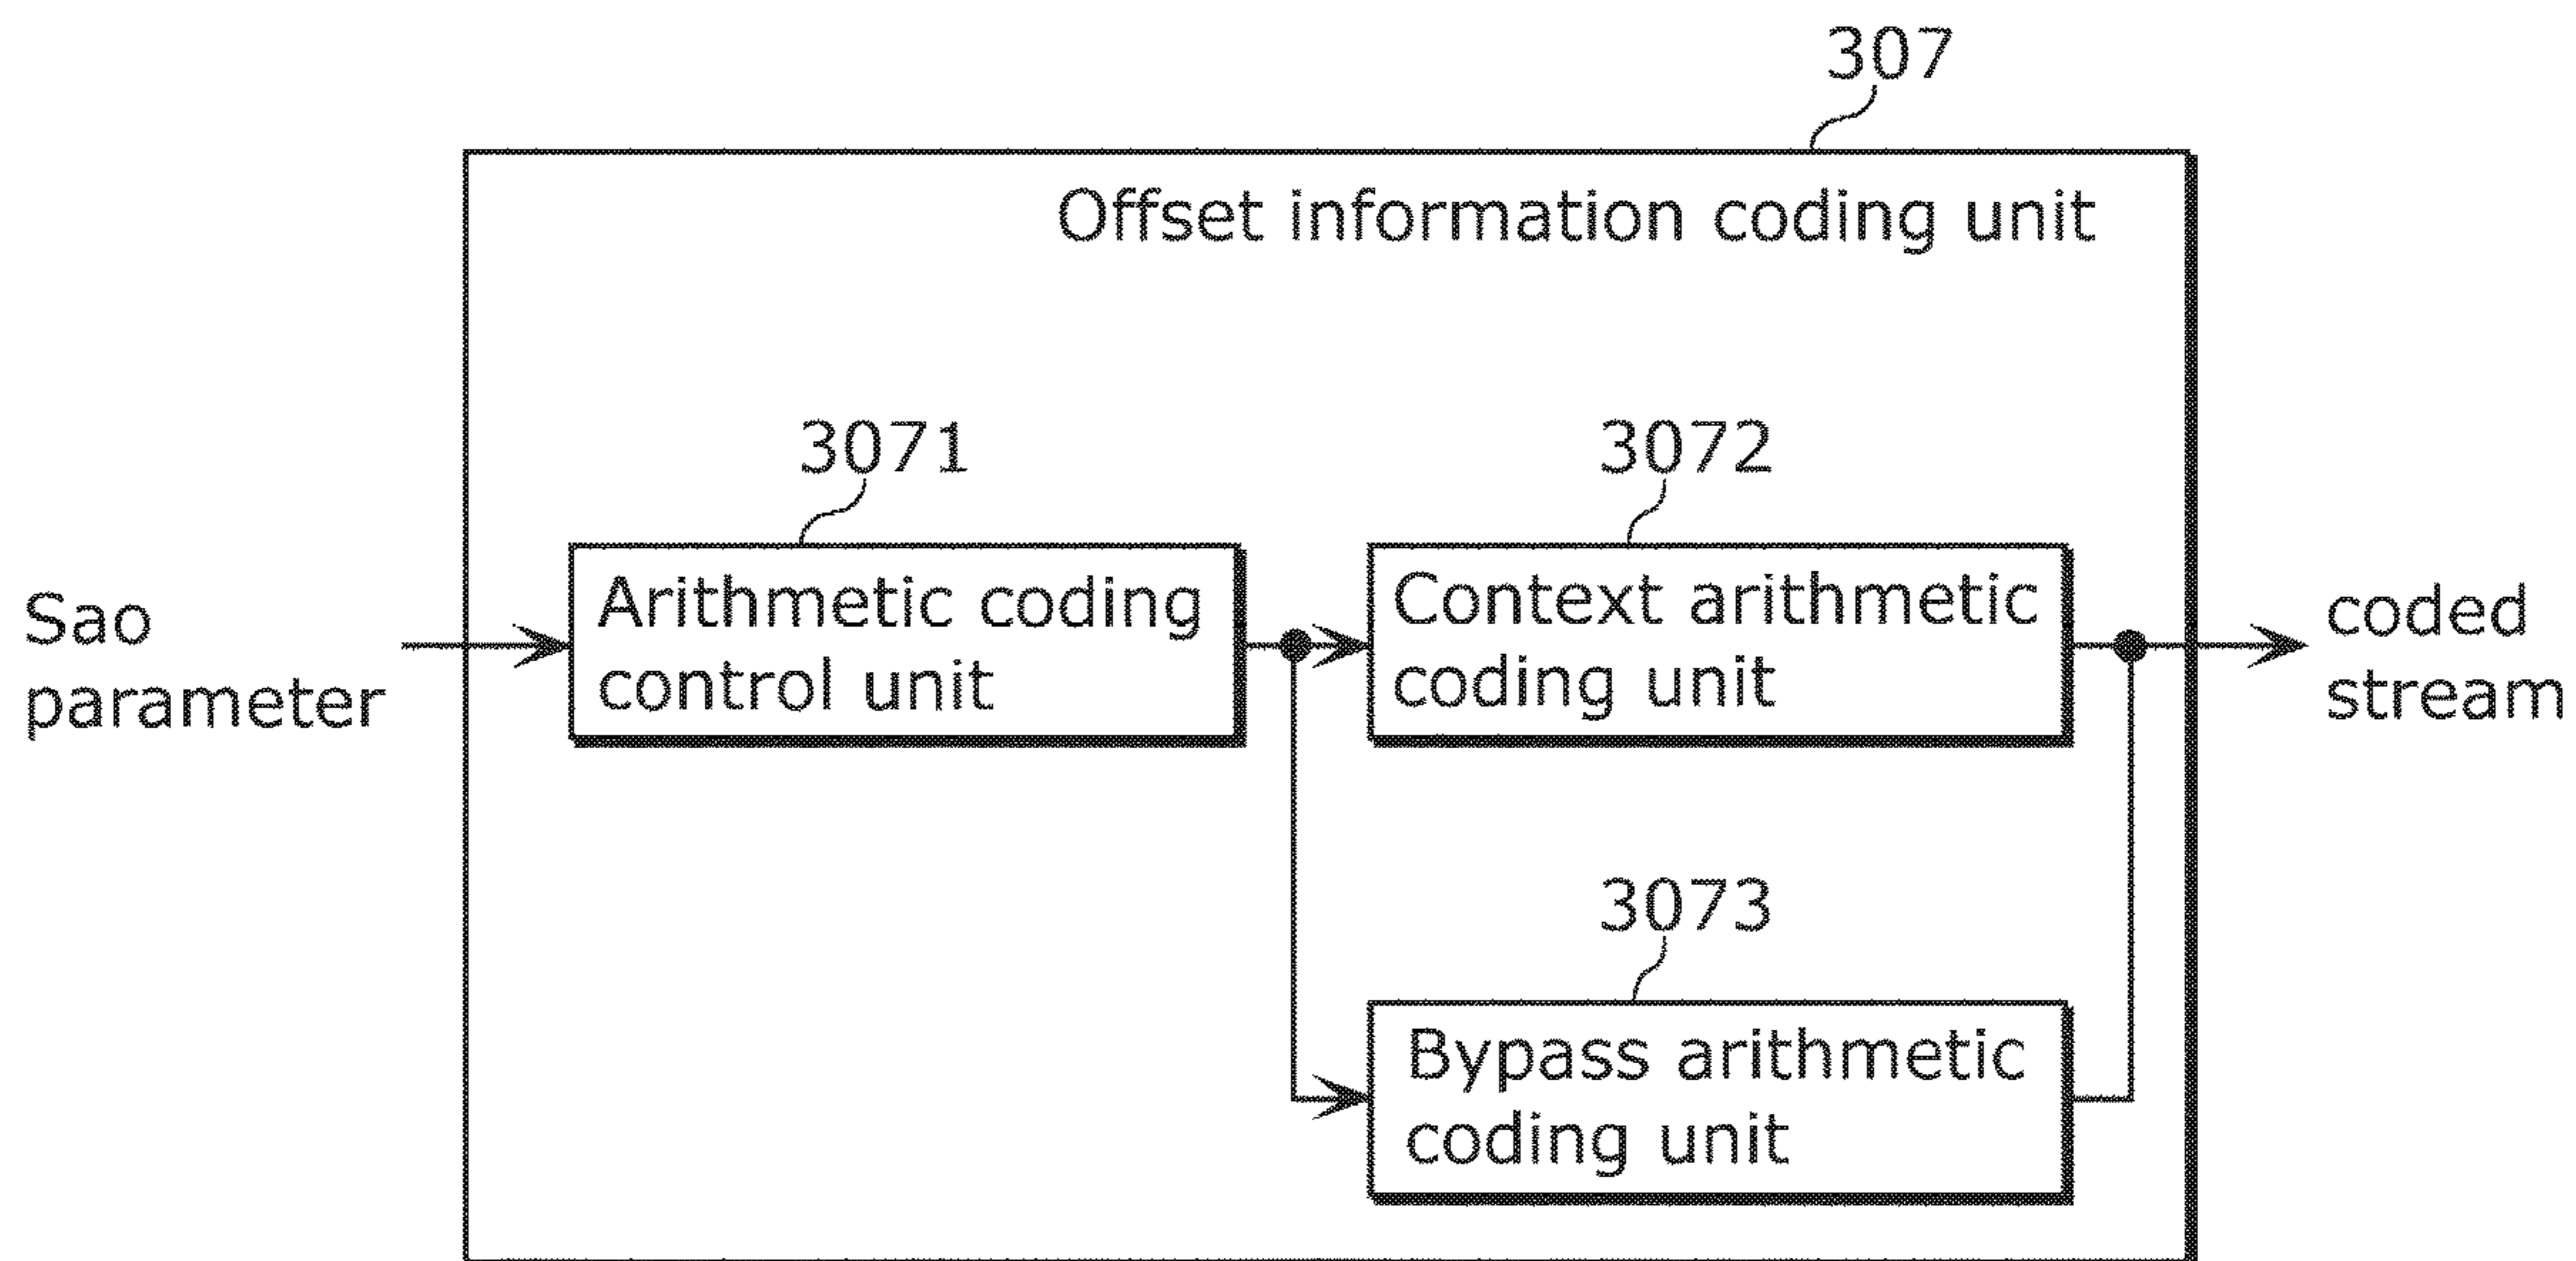 307
Offset information coding unit
3071
3072
Sao
parameter
Arithmetic coding
control unit
Context arithmetic
coding unit
coded
stream
3073
Bypass arithmetic
coding unit